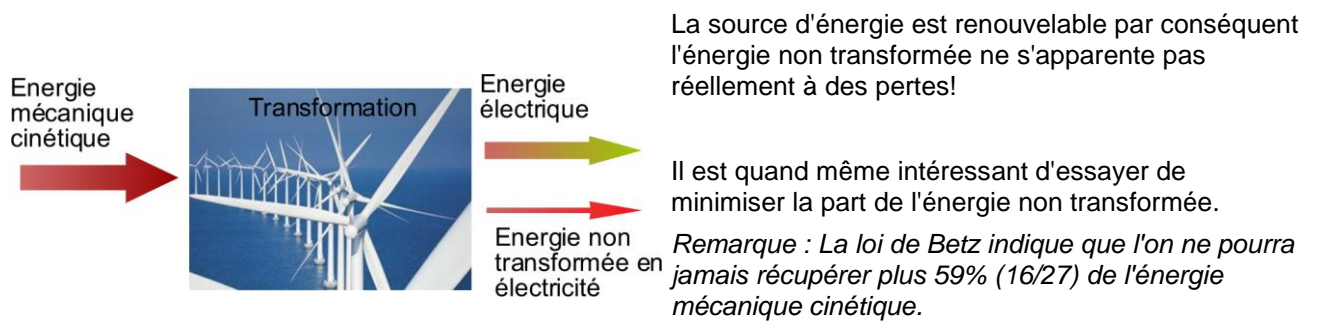 Energie
mécanique
cinétique
Transformation
Energie
électrique
Energie non
transformée en
électricité
La source d'énergie est renouvelable par conséquent
l'énergie non transformée ne s'apparente pas
réellement à des pertes!
Il est quand même intéressant d'essayer de
minimiser la part de l'énergie non transformée.
Remarque : La loi de Betz indique que l'on ne pourra
jamais récupérer plus 59% (16/27) de l'énergie
mécanique cinétique.